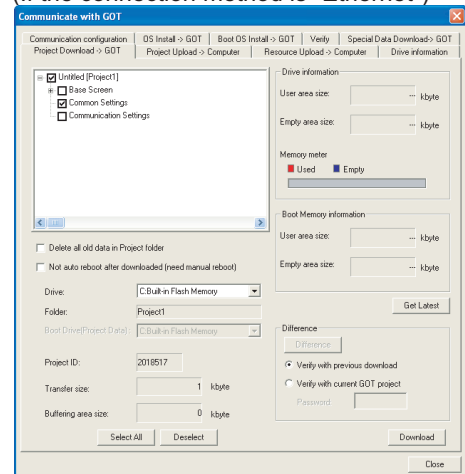 (If the connection method is "Ethernet")
Communicate with GOT
Communication configuration OS Install -> GOT Boot OS Install -> GOT Verify Special Data Download-> GOT
Project Download -> GOT Project Upload -> Computer Resource Upload -> Computer Drive information
Untitled [Project1]
Base Screen
Common Settings
Communication Settings
Delete all old data in Project folder
Not auto reboot after downloaded (need manual reboot)
Drive: C:Built-in Flash Memory
Folder: Project1
Boot Drive(Project Data): C:Built-in Flash Memory
Project ID: 2018517
Transfer size: 1 kbyte
Buffering area size: 0 kbyte
Select All Deselect
Drive information
User area size: --- kbyte
Empty area size: --- kbyte
Memory meter
Used Empty
Boot Memory information
User area size: --- kbyte
Empty area size: --- kbyte
Get Latest
Difference
Difference
Verify with previous download
Verify with current GOT project
Password:
Download
Close